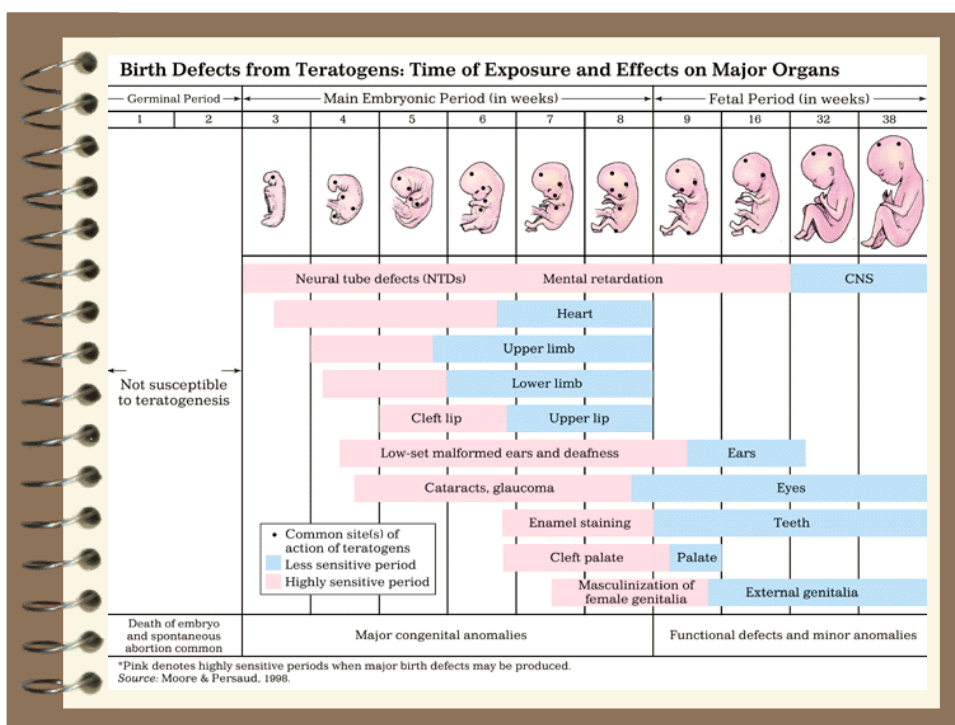 Birth Defects from Teratogens: Time of Exposure and Effects on Major Organs
Germinal Period
Main Embryonic Period (in weeks)
Fetal Period (in weeks)
1 2 3 4 5 6 7 8 9 16 32 38
Neural tube defects (NTDs) Mental retardation CNS
Heart
Upper limb
Not susceptible
to teratogenesis
Lower limb
Cleft lip Upper lip
Low-set malformed ears and deafness Ears
Cataracts, glaucoma Eyes
Enamel staining Teeth
• Common site(s) of
action of teratogens
Less sensitive period
Highly sensitive period
Cleft palate Palate
Masculinization of
female genitalia
External genitalia
Death of embryo
and spontaneous
abortion common
Major congenital anomalies
Functional defects and minor anomalies
*Pink denotes highly sensitive periods when major birth defects may be produced.
Source: Moore & Persaud, 1998.